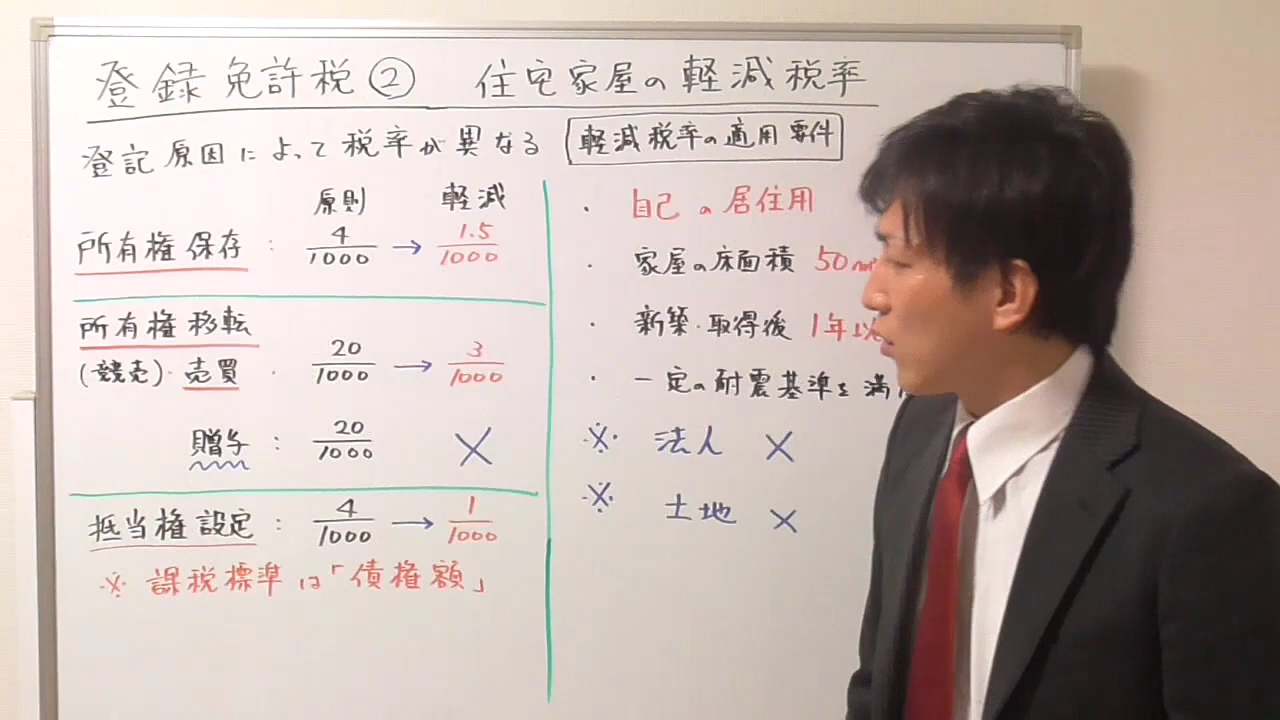 登録免許税② 住宅家屋の軽減税率
登記原因によって税率が異なる
原則 軽減
所有権保存 : 4/1000 → 1.5/1000
所有権移転
(競売)・売買 : 20/1000 → 3/1000
贈与 : 20/1000 ×
抵当権設定 : 4/1000 → 1/1000
※ 課税標準は「債権額」
軽減税率の適用要件
・ 自己の居住用
・ 家屋の床面積 50㎡
・ 新築・取得後 1年以
・ 一定の耐震基準を満
※ 法人 ×
※ 土地 ×